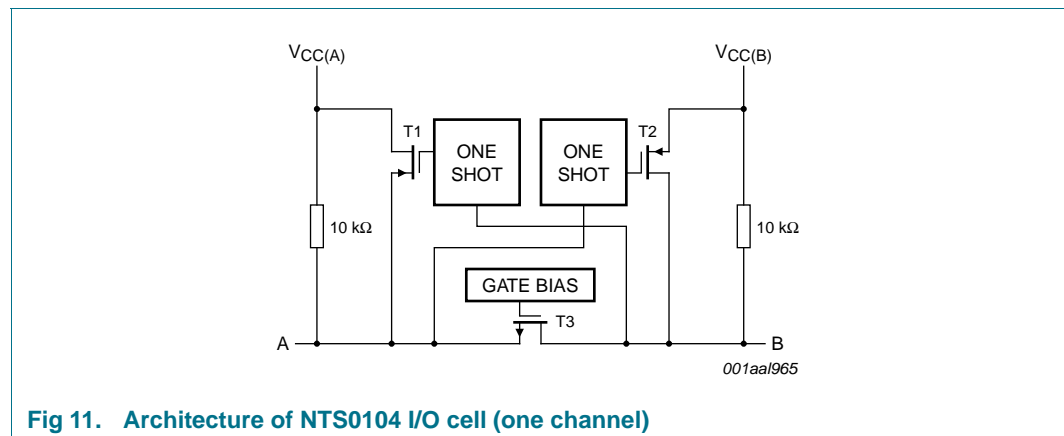 VCC(A)
VCC(B)
T1
ONE
SHOT
ONE
SHOT
T2
10 kΩ
10 kΩ
GATE BIAS
T3
A
B
001aal965
Fig 11. Architecture of NTS0104 I/O cell (one channel)